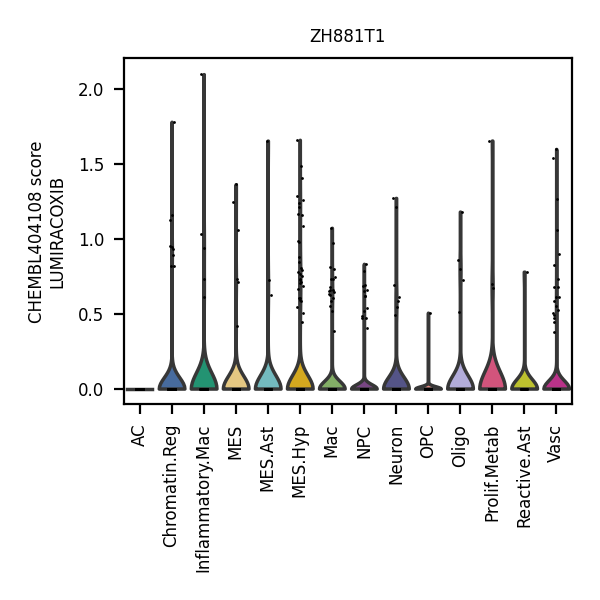 ZH881T1
CHEMBL404108 score
LUMIRACOXIB
2.0
1.5
1.0
0.5
0.0
AC
Chromatin.Reg
Inflammatory.Mac
MES
MES.Ast
MES.Hyp
Mac
NPC
Neuron
OPC
Oligo
Prolif.Metab
Reactive.Ast
Vasc